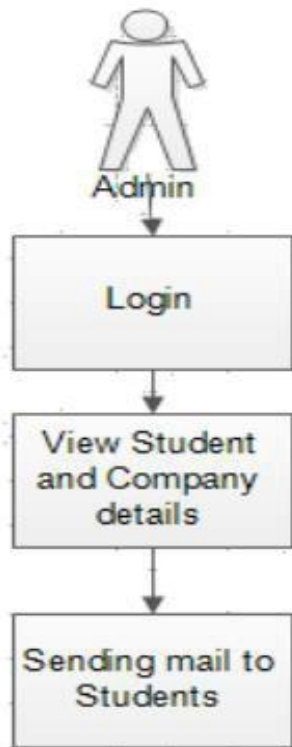 Admin
Login
View Student
and Company
details
Sending mail to
Students